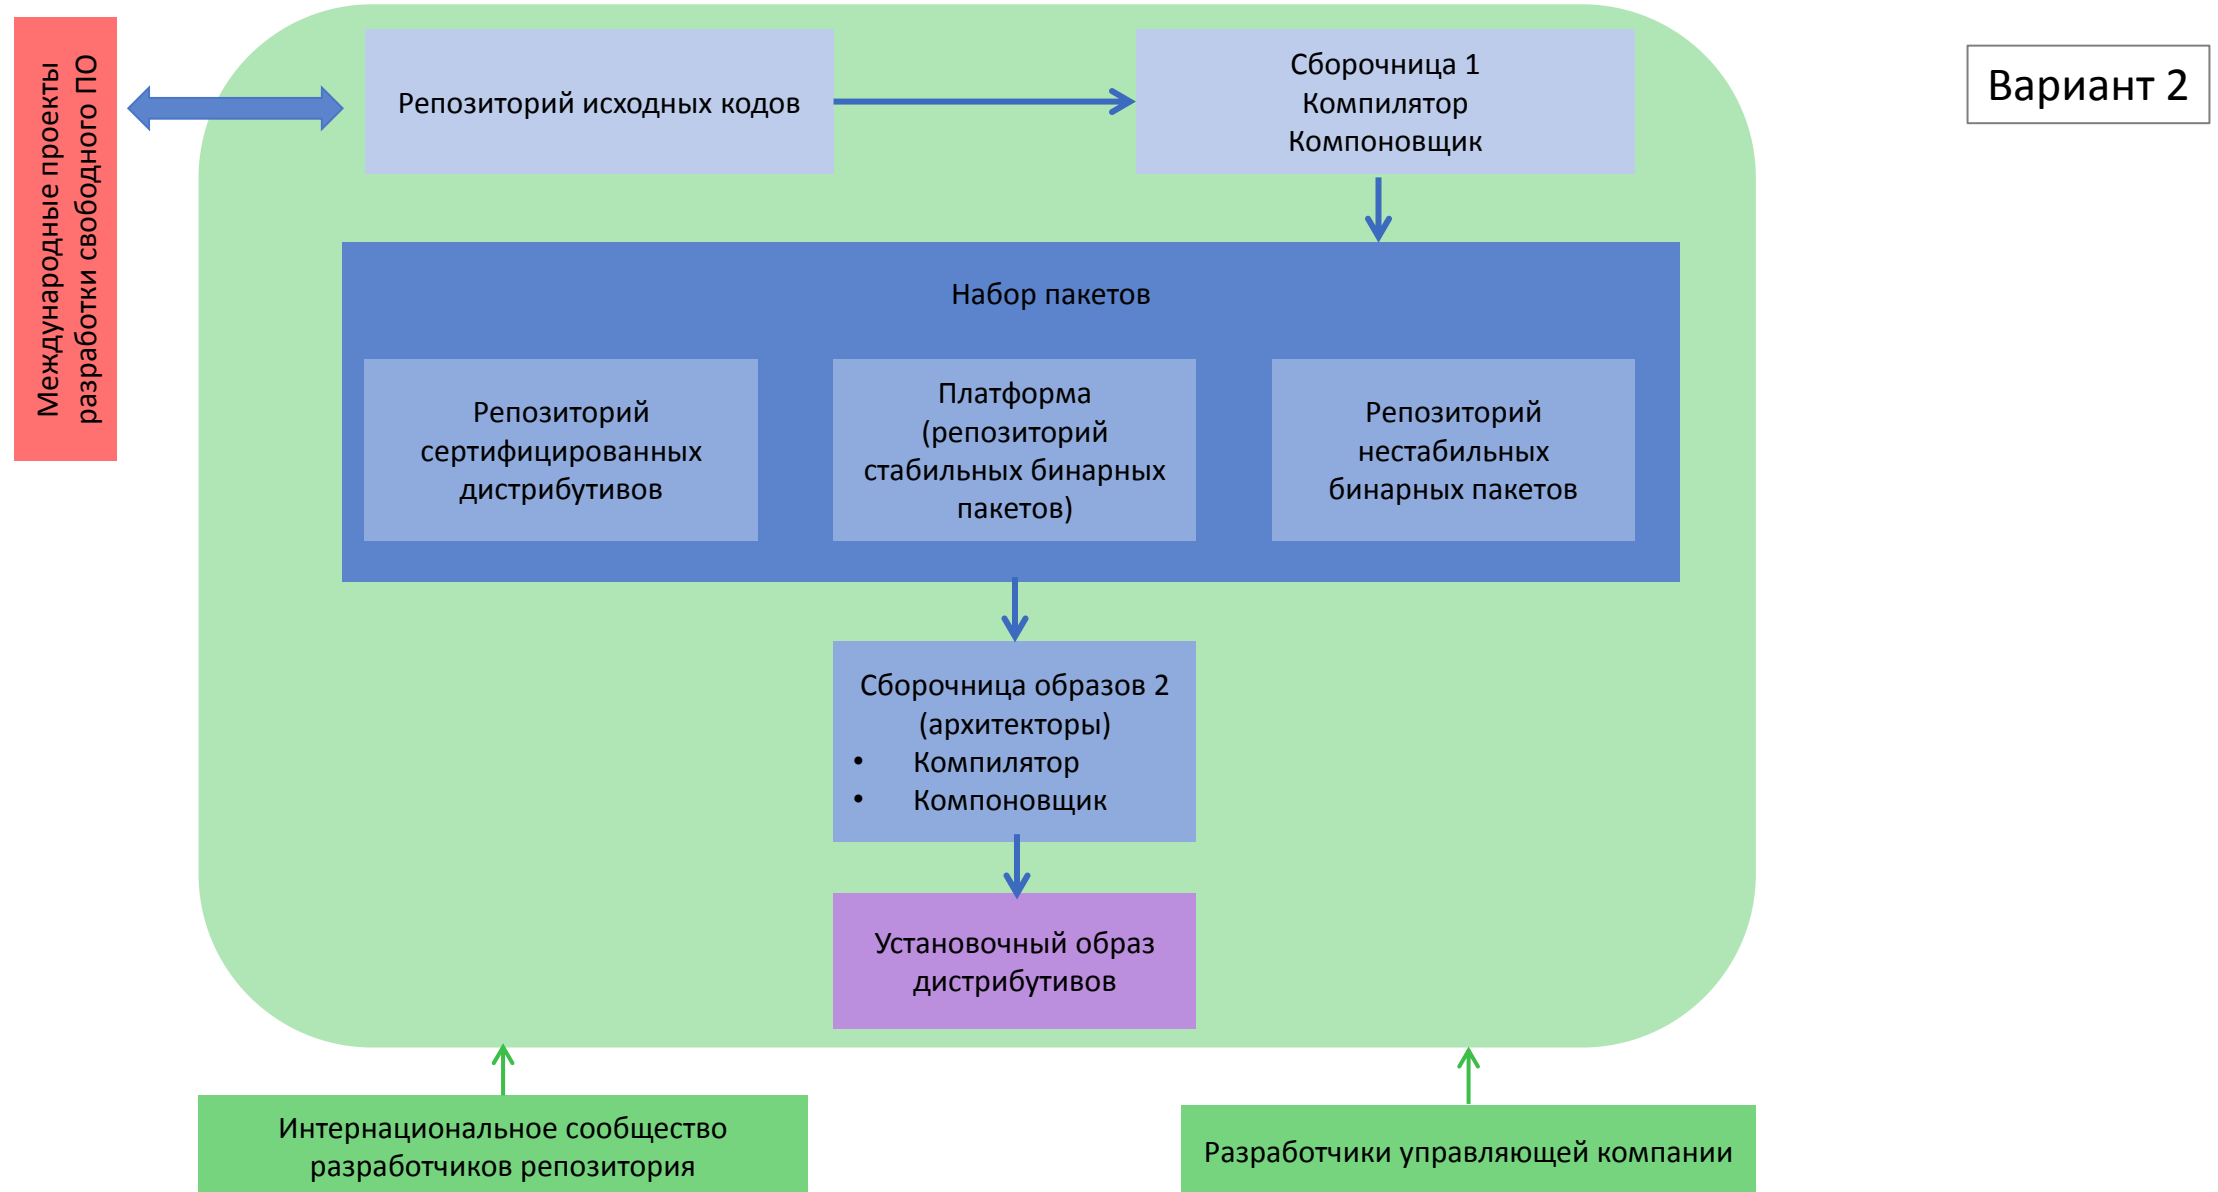 Международные проекты
разработки свободного ПО
Репозиторий исходных кодов
Сборочница 1
Компилятор
Компоновщик
Вариант 2
Набор пакетов
Репозиторий
сертифицированных
дистрибутивов
Платформа
(репозиторий
стабильных бинарных
пакетов)
Репозиторий
нестабильных
бинарных пакетов
Сборочница образов 2
(архитекторы)
• Компилятор
• Компоновщик
Установочный образ
дистрибутивов
Интернациональное сообщество
разработчиков репозитория
Разработчики управляющей компании